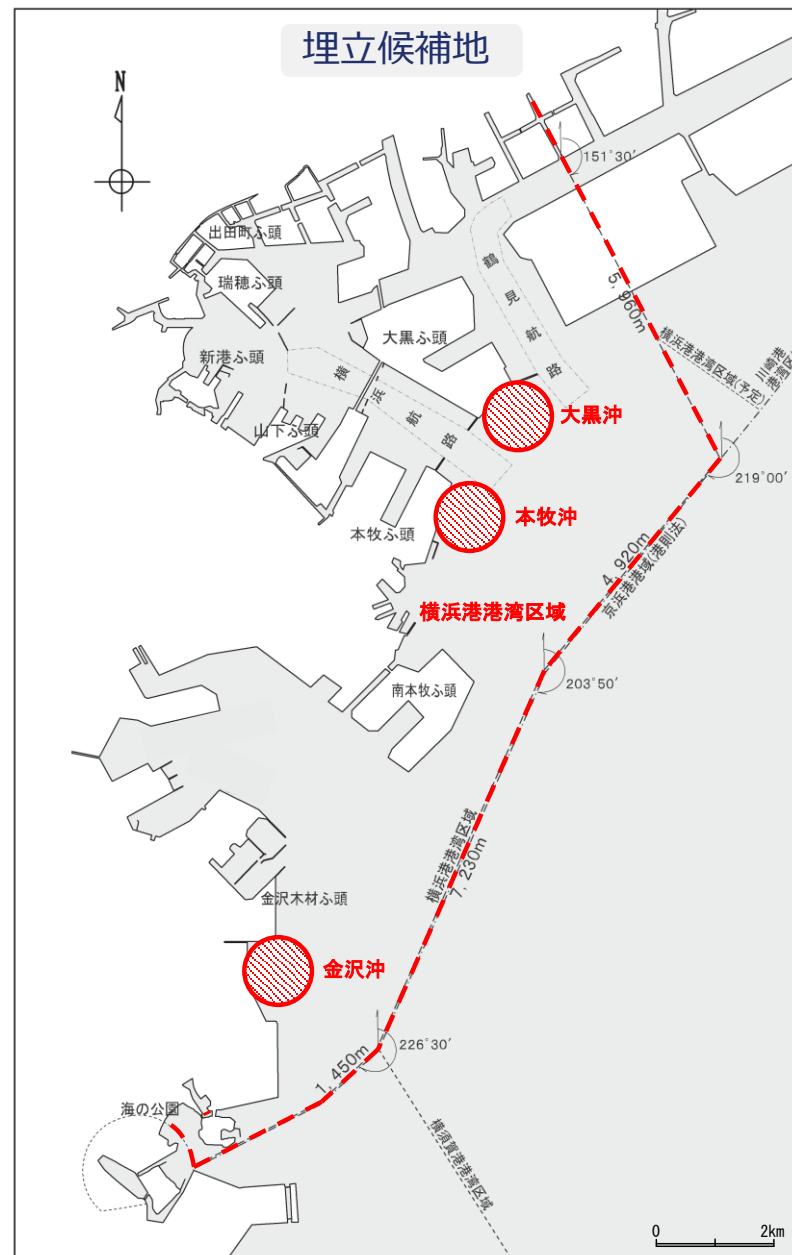 埋立候補地
N
151°30′
出田町ふ頭
瑞穂ふ頭
鶴見航路
5,960m
大黒ふ頭
新港ふ頭
横浜航路
横浜港港湾区域(予定)
大黒沖
山下ふ頭
219°00′
本牧沖
本牧ふ頭
4,920m
京浜港港域(港則法)
横浜港港湾区域
203°50′
南本牧ふ頭
横浜港港湾区域
7,230m
金沢木材ふ頭
金沢沖
226°30′
1,450m
海の公園
横須賀港港湾区域
0 2km